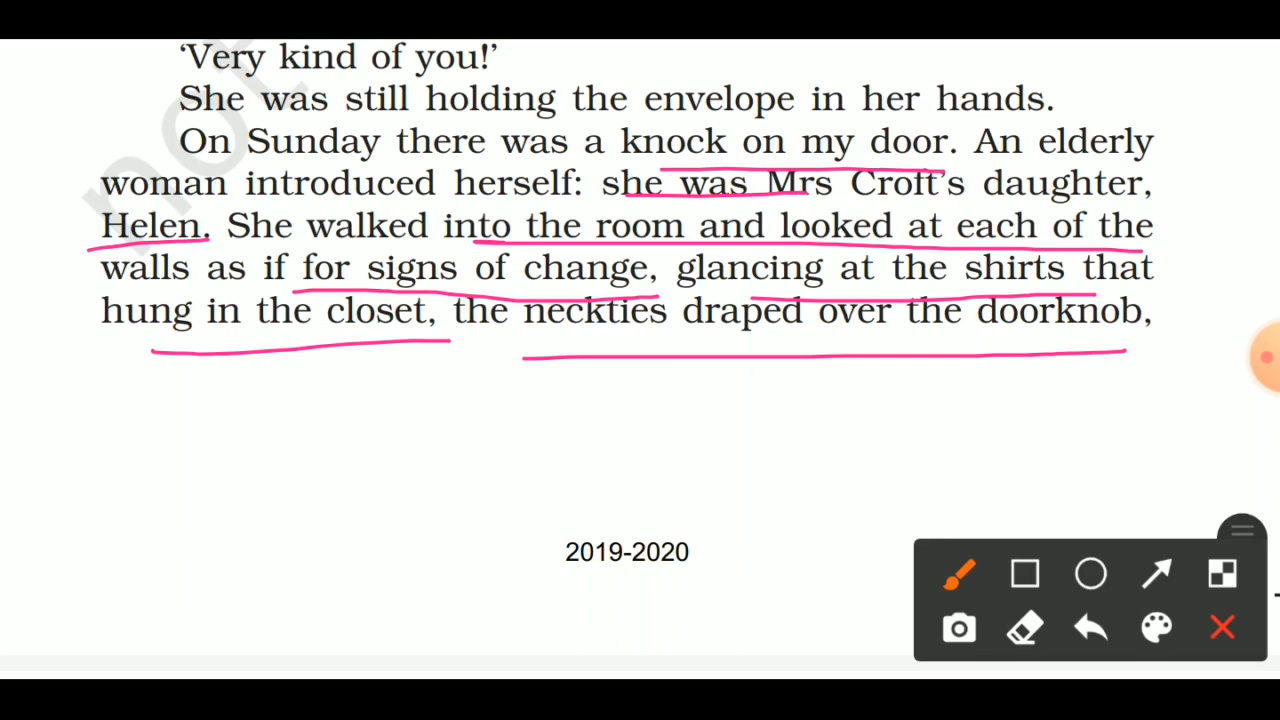 ‘Very kind of you!’
She was still holding the envelope in her hands.
On Sunday there was a knock on my door. An elderly
woman introduced herself: she was Mrs Croft’s daughter,
Helen. She walked into the room and looked at each of the
walls as if for signs of change, glancing at the shirts that
hung in the closet, the neckties draped over the doorknob,
2019-2020
not